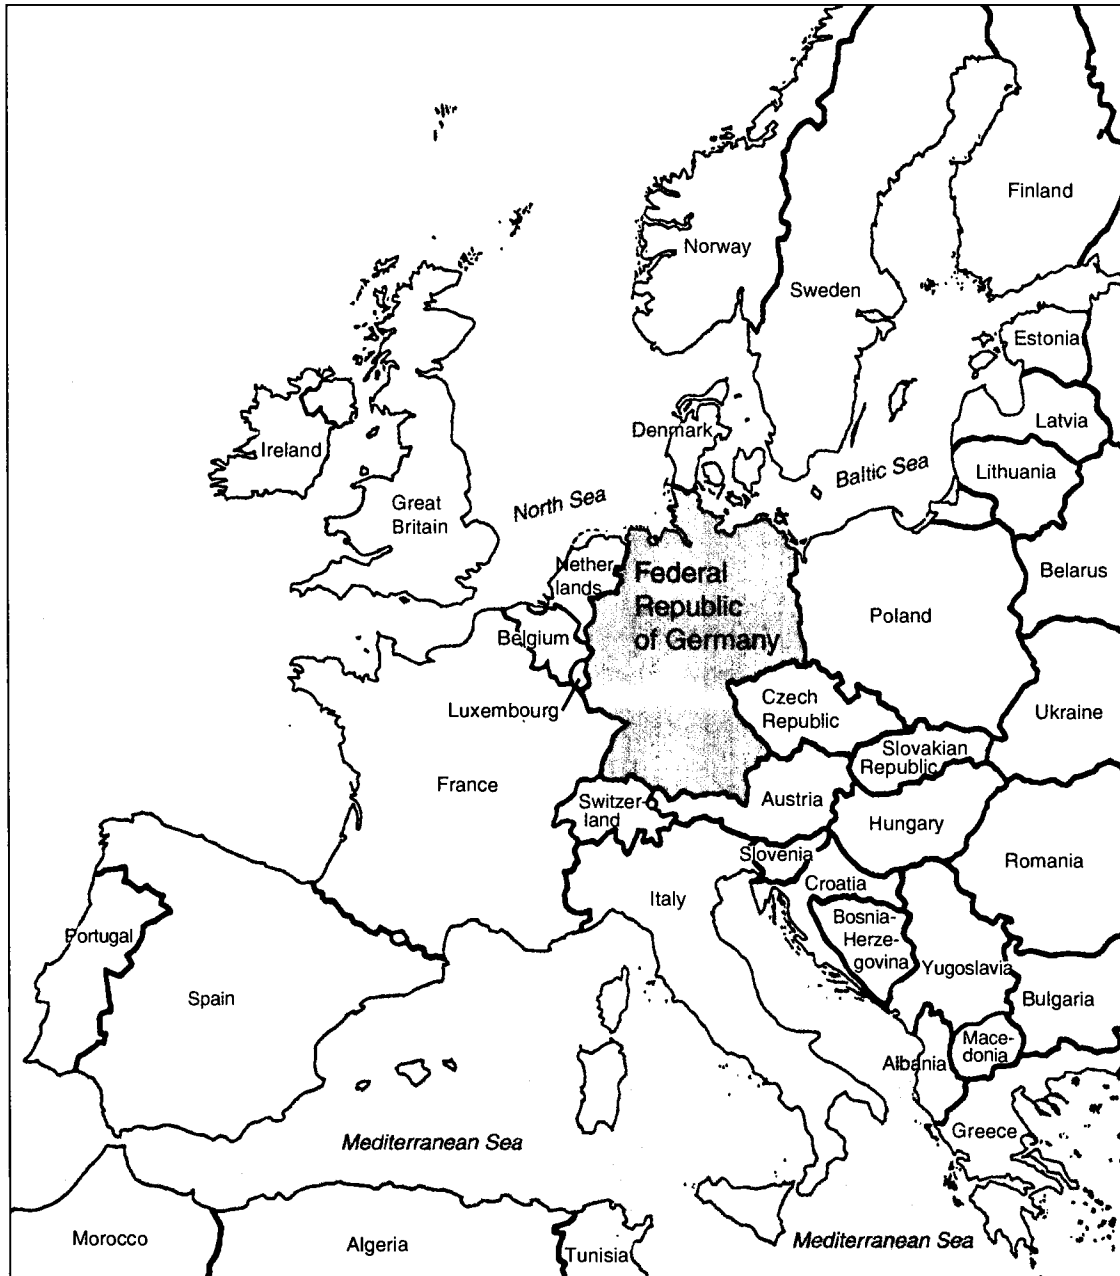 Finland
Norway
Sweden
Estonia
Latvia
Denmark
Ireland
Baltic Sea
Lithuania
Great
Britain
North Sea
Nether-
lands
Federal
Republic
of Germany
Belarus
Poland
Belgium
Luxembourg
Czech
Republic
Ukraine
Slovakian
Republic
France
Switzer-
land
Austria
Hungary
Slovenia
Romania
Croatia
Italy
Bosnia-
Herze-
govina
Portugal
Yugoslavia
Spain
Bulgaria
Mace-
donia
Albania
Mediterranean Sea
Greece
Morocco
Algeria
Tunisia
Mediterranean Sea